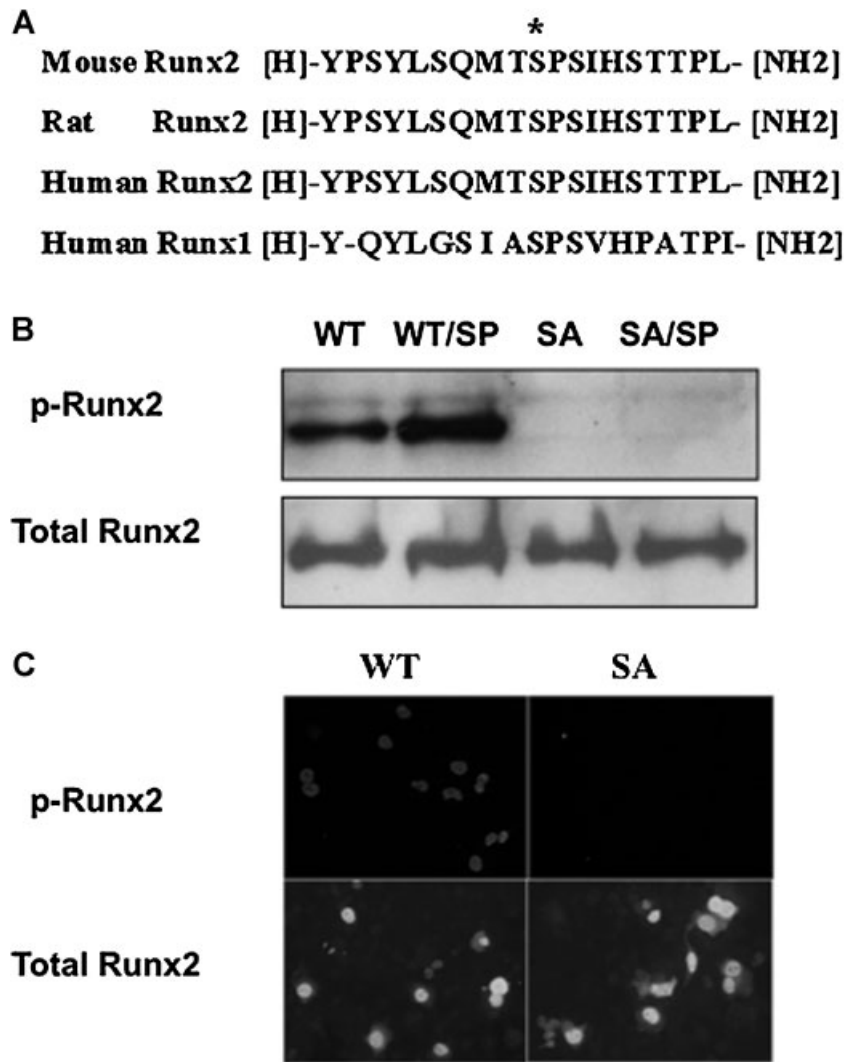 A
*
Mouse Runx2 [H]-YPSYLSQMTSPSIHSTTPL- [NH2]
Rat Runx2 [H]-YPSYLSQMTSPSIHSTTPL- [NH2]
Human Runx2 [H]-YPSYLSQMTSPSIHSTTPL- [NH2]
Human Runx1 [H]-Y-QYLGS I ASPSVHPATPI- [NH2]
B
WT WT/SP SA SA/SP
p-Runx2
Total Runx2
C
WT SA
p-Runx2
Total Runx2